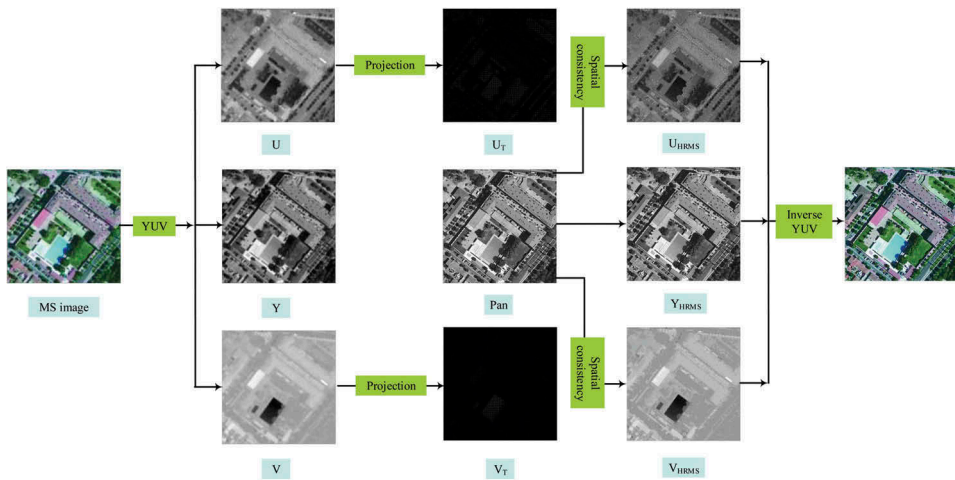 Projection
Spatial
consistency
U
U_T
U_HRMS
YUV
Inverse
YUV
MS image
Y
Pan
Y_HRMS
Projection
Spatial
consistency
V
V_T
V_HRMS